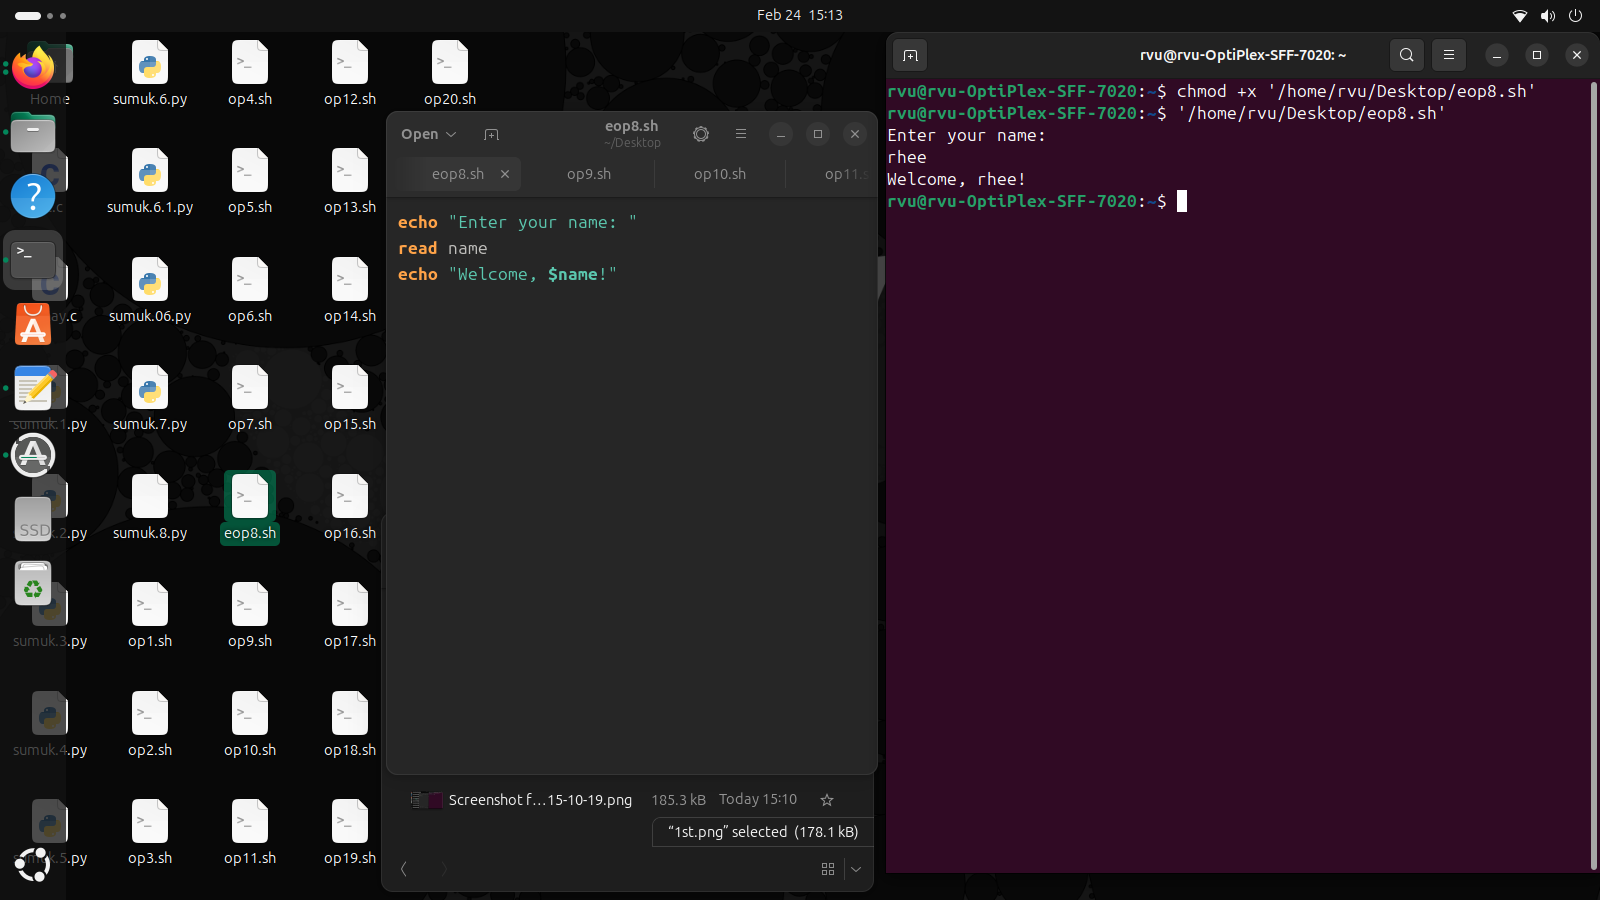 Feb 24 15:13
Home
sumuk.6.py
op4.sh
op12.sh
op20.sh
sumuk.6.1.py
op5.sh
op13.sh
sumuk.06.py
op6.sh
op14.sh
sumuk.1.py
sumuk.7.py
op7.sh
op15.sh
SSD
.2.py
sumuk.8.py
eop8.sh
op16.sh
sumuk.3.py
op1.sh
op9.sh
op17.sh
sumuk.4.py
op2.sh
op10.sh
op18.sh
.5.py
op3.sh
op11.sh
op19.sh
Open
eop8.sh
~/Desktop
eop8.sh
op9.sh
op10.sh
op11.s
echo "Enter your name: "
read name
echo "Welcome, $name!"
Screenshot f…15-10-19.png 185.3 kB Today 15:10
“1st.png” selected (178.1 kB)
rvu@rvu-OptiPlex-SFF-7020: ~
rvu@rvu-OptiPlex-SFF-7020:~$ chmod +x '/home/rvu/Desktop/eop8.sh'
rvu@rvu-OptiPlex-SFF-7020:~$ '/home/rvu/Desktop/eop8.sh'
Enter your name:
rhee
Welcome, rhee!
rvu@rvu-OptiPlex-SFF-7020:~$